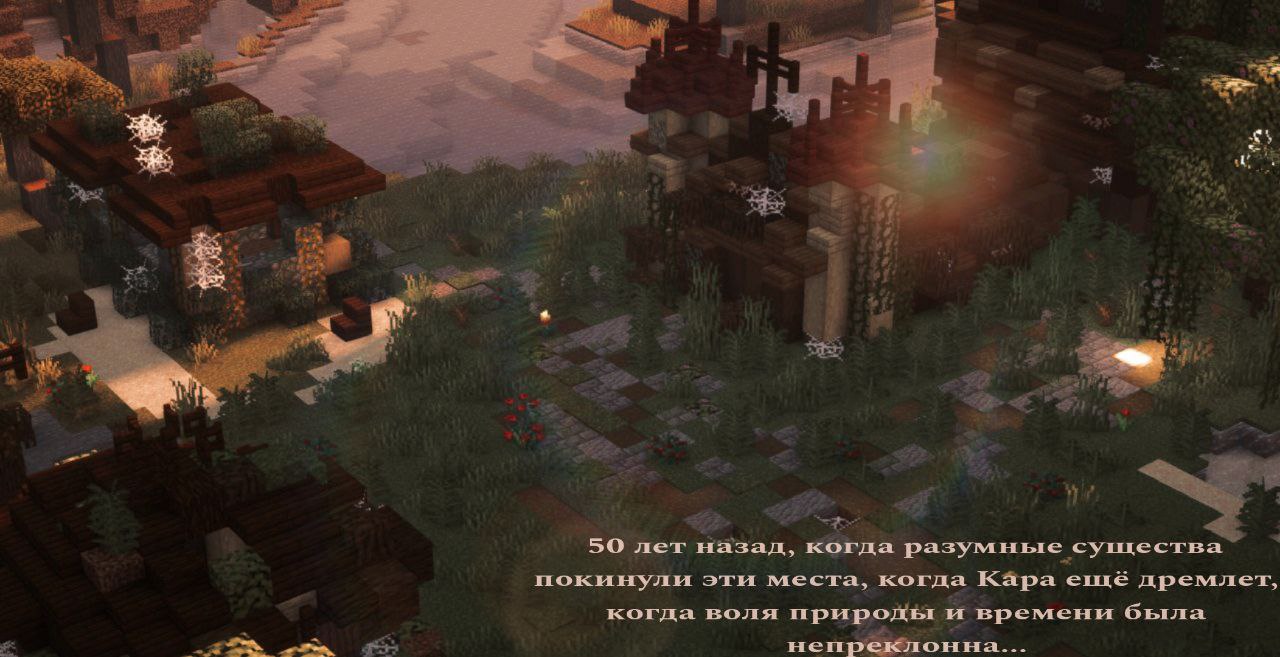 50 лет назад, когда разумные существа
покинули эти места, когда Кара ещё дремлет,
когда воля природы и времени была
непреклонна...